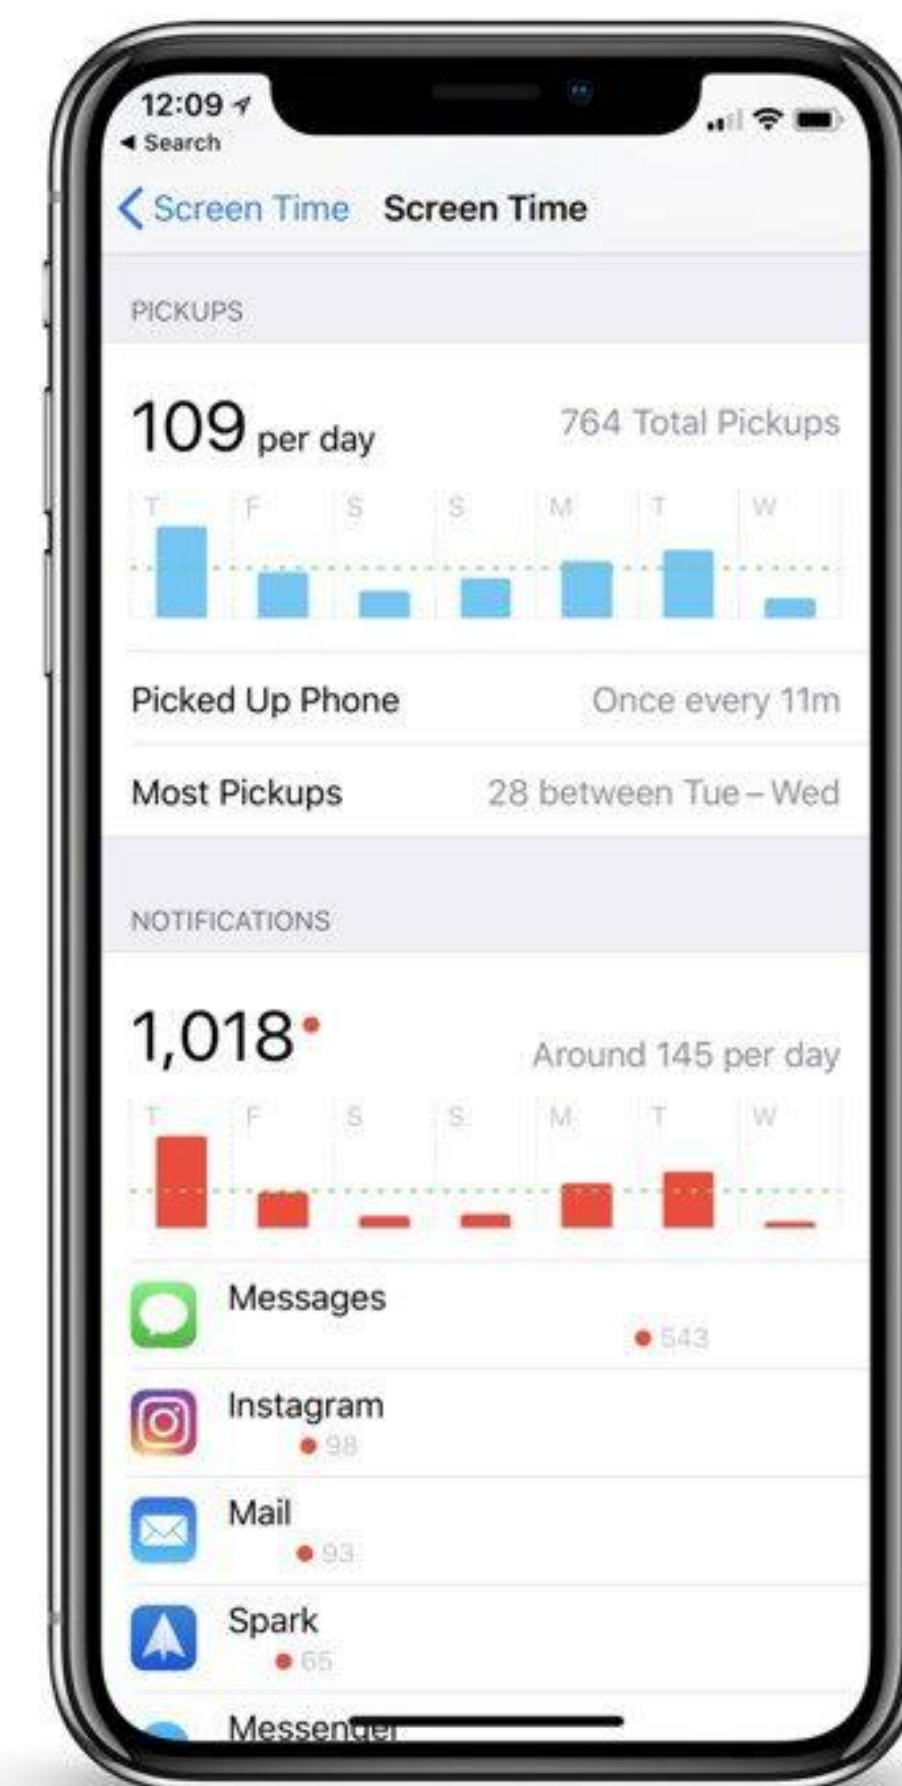 12:09
◀ Search
Screen Time Screen Time
PICKUPS
109 per day 764 Total Pickups
T F S S M T W
Picked Up Phone Once every 11m
Most Pickups 28 between Tue – Wed
NOTIFICATIONS
1,018 Around 145 per day
T F S S M T W
Messages
543
Instagram
98
Mail
93
Spark
65
Messenger